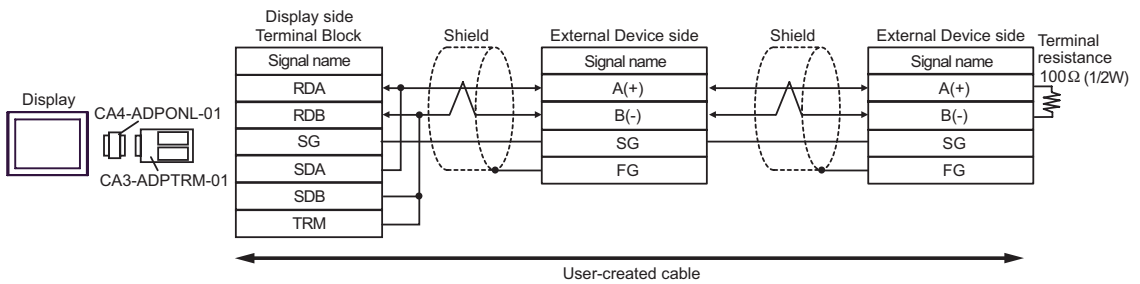 Display side
Terminal Block
Shield
External Device side
Shield
External Device side
Terminal
resistance
100Ω (1/2W)
Signal name
Signal name
Signal name
RDA
A(+)
A(+)
Display
CA4-ADPONL-01
RDB
B(-)
B(-)
SG
SG
SG
CA3-ADPTRM-01
SDA
FG
FG
SDB
TRM
User-created cable